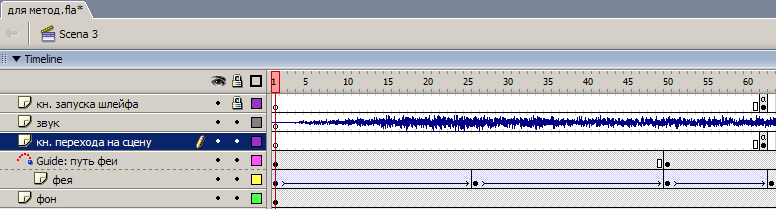 для метод.fla*
Scena 3
Timeline
1 5 10 15 20 25 30 35 40 45 50 55 60
кн. запуска шлейфа
a
звук
кн. перехода на сцену
a
Guide: путь феи
фея
фон